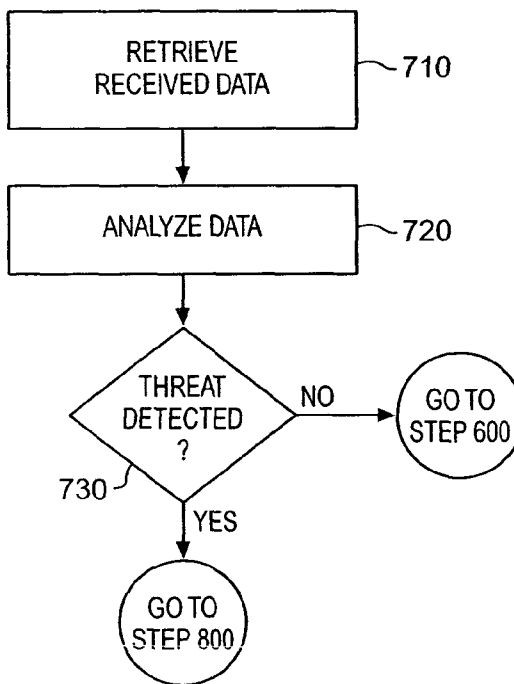 RETRIEVE
RECEIVED DATA
710
ANALYZE DATA
720
THREAT
DETECTED
?
NO
GO TO
STEP 600
730
YES
GO TO
STEP 800